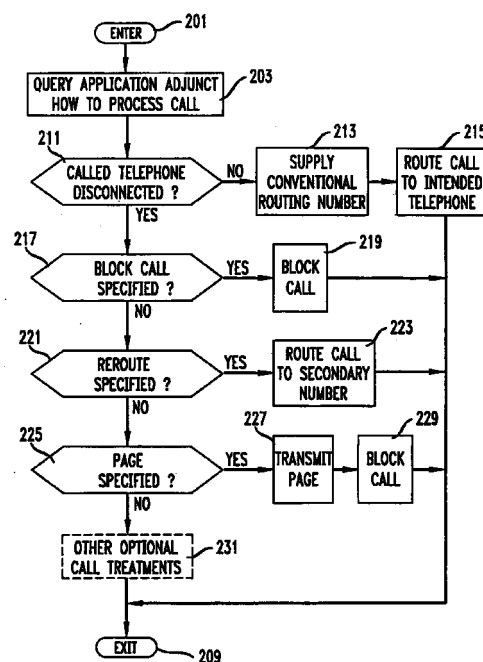 ENTER
201
QUERY APPLICATION ADJUNCT
HOW TO PROCESS CALL
203
211
CALLED TELEPHONE
DISCONNECTED ?
NO
YES
213
SUPPLY
CONVENTIONAL
ROUTING NUMBER
215
ROUTE CALL
TO INTENDED
TELEPHONE
217
BLOCK CALL
SPECIFIED ?
YES
NO
219
BLOCK
CALL
221
REROUTE
SPECIFIED ?
YES
NO
223
ROUTE CALL
TO SECONDARY
NUMBER
225
PAGE
SPECIFIED ?
YES
NO
227
TRANSMIT
PAGE
229
BLOCK
CALL
OTHER OPTIONAL
CALL TREATMENTS
231
EXIT
209